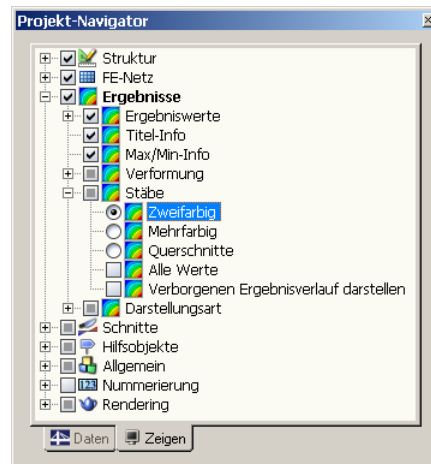 Projekt-Navigator
Struktur
FE-Netz
Ergebnisse
Ergebniswerte
Titel-Info
Max/Min-Info
Verformung
Stäbe
Zweifarbig
Mehrfarbig
Querschnitte
Alle Werte
Verborgenen Ergebnisverlauf darstellen
Darstellungsart
Schnitte
Hilfsobjekte
Allgemein
123 Nummerierung
Rendering
Daten Zeigen